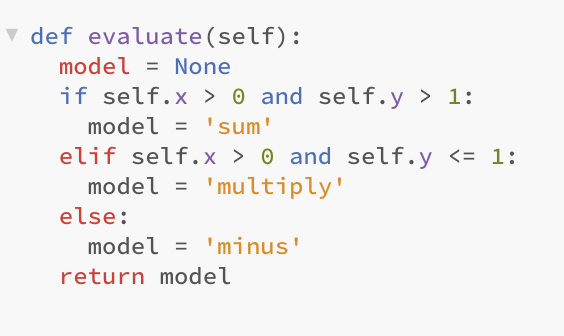 def evaluate(self):
  model = None
  if self.x > 0 and self.y > 1:
    model = 'sum'
  elif self.x > 0 and self.y <= 1:
    model = 'multiply'
  else:
    model = 'minus'
  return model